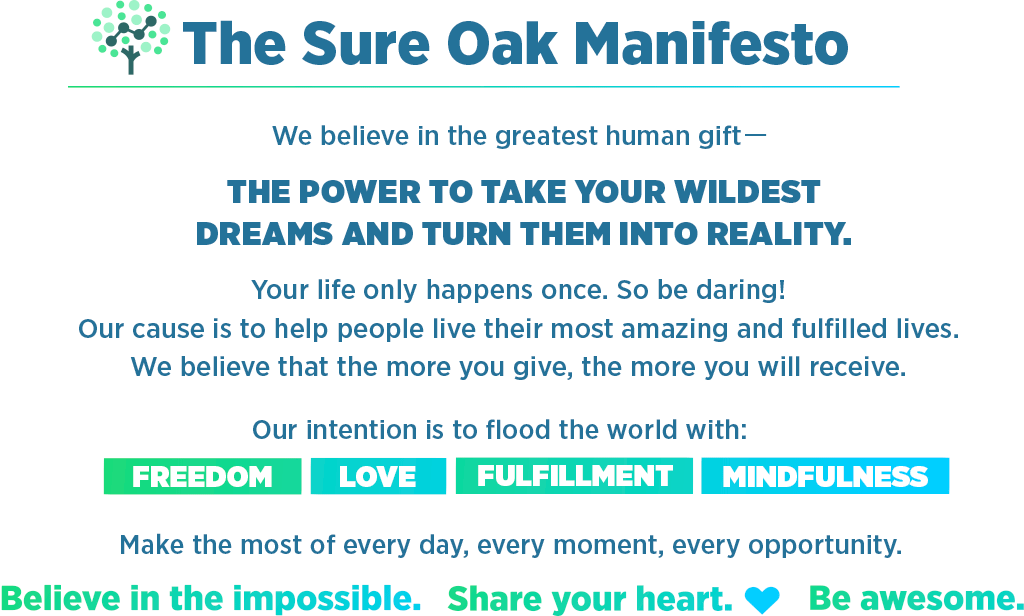 The Sure Oak Manifesto
We believe in the greatest human gift—
THE POWER TO TAKE YOUR WILDEST
DREAMS AND TURN THEM INTO REALITY.
Your life only happens once. So be daring!
Our cause is to help people live their most amazing and fulfilled lives.
We believe that the more you give, the more you will receive.
Our intention is to flood the world with:
FREEDOM LOVE FULFILLMENT MINDFULNESS
Make the most of every day, every moment, every opportunity.
Believe in the impossible. Share your heart. Be awesome.